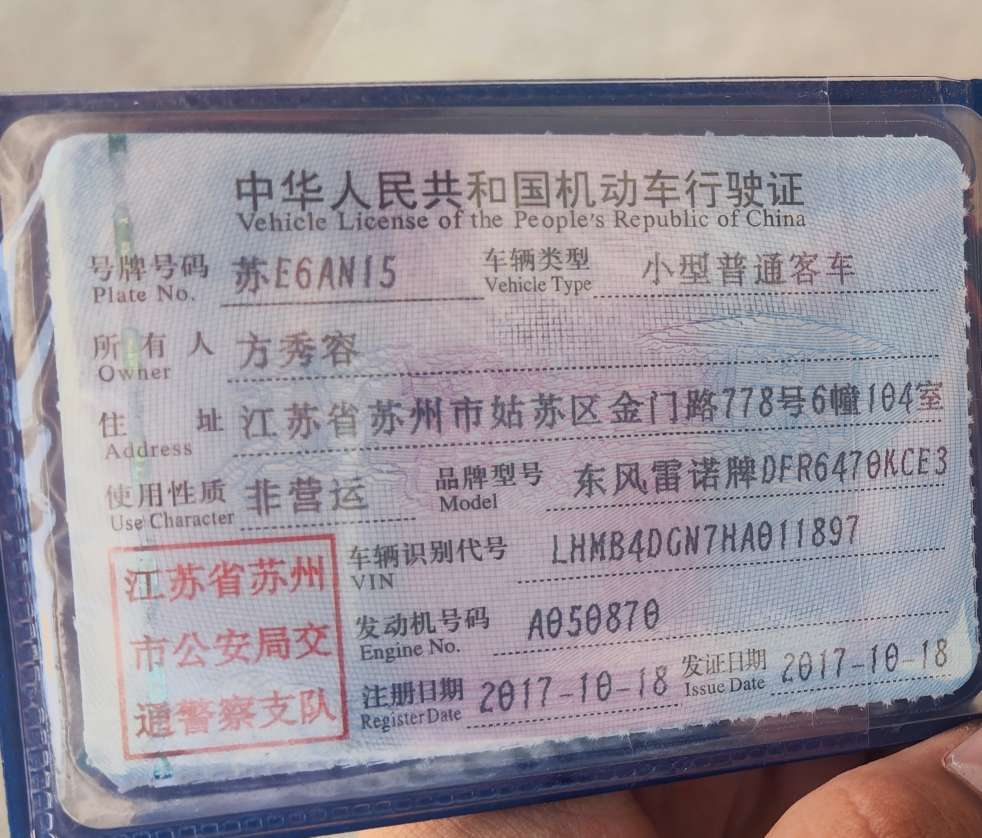 中华人民共和国机动车行驶证
Vehicle License of the People's Republic of China
号牌号码 苏E6AN15 车辆类型 小型普通客车
Plate No. Vehicle Type
所有人 方秀容
Owner
住址 江苏省苏州市姑苏区金门路778号6幢104室
Address
使用性质 非营运 品牌型号 东风雷诺牌DFR6470KCE3
Use Character Model
江苏省苏州 车辆识别代号 LHMB4DGN7HA011897
VIN
市公安局交 发动机号码 A050870
Engine No.
通警察支队 注册日期 2017-10-18 发证日期 2017-10-18
Register Date Issue Date